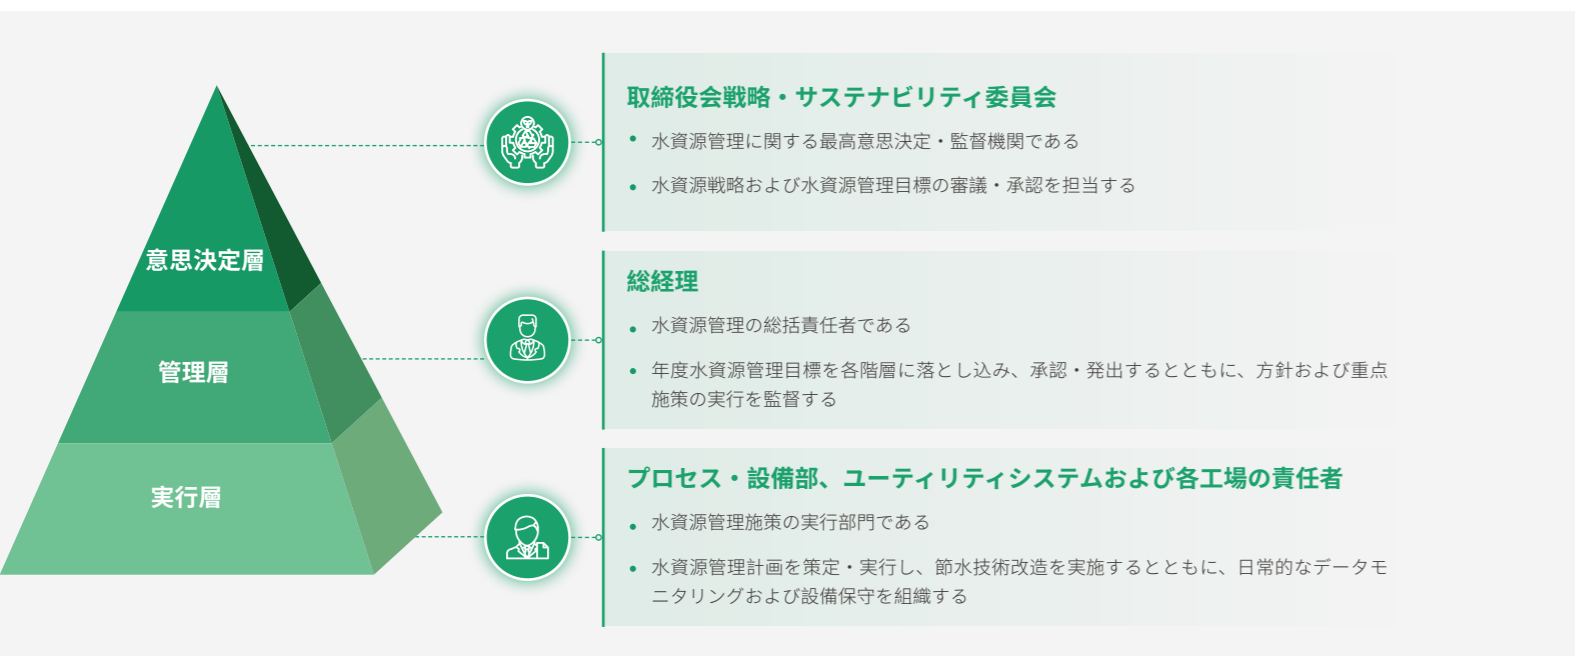 意思決定層
取締役会戦略・サステナビリティ委員会
水資源管理に関する最高意思決定・監督機関である
水資源戦略および水資源管理目標の審議・承認を担当する
管理層
総経理
水資源管理の総括責任者である
年度水資源管理目標を各階層に落とし込み、承認・発出するとともに、方針および重点
施策の実行を監督する
実行層
プロセス・設備部、ユーティリティシステムおよび各工場の責任者
水資源管理施策の実行部門である
水資源管理計画を策定・実行し、節水技術改造を実施するとともに、日常的なデータモ
ニタリングおよび設備保守を組織する